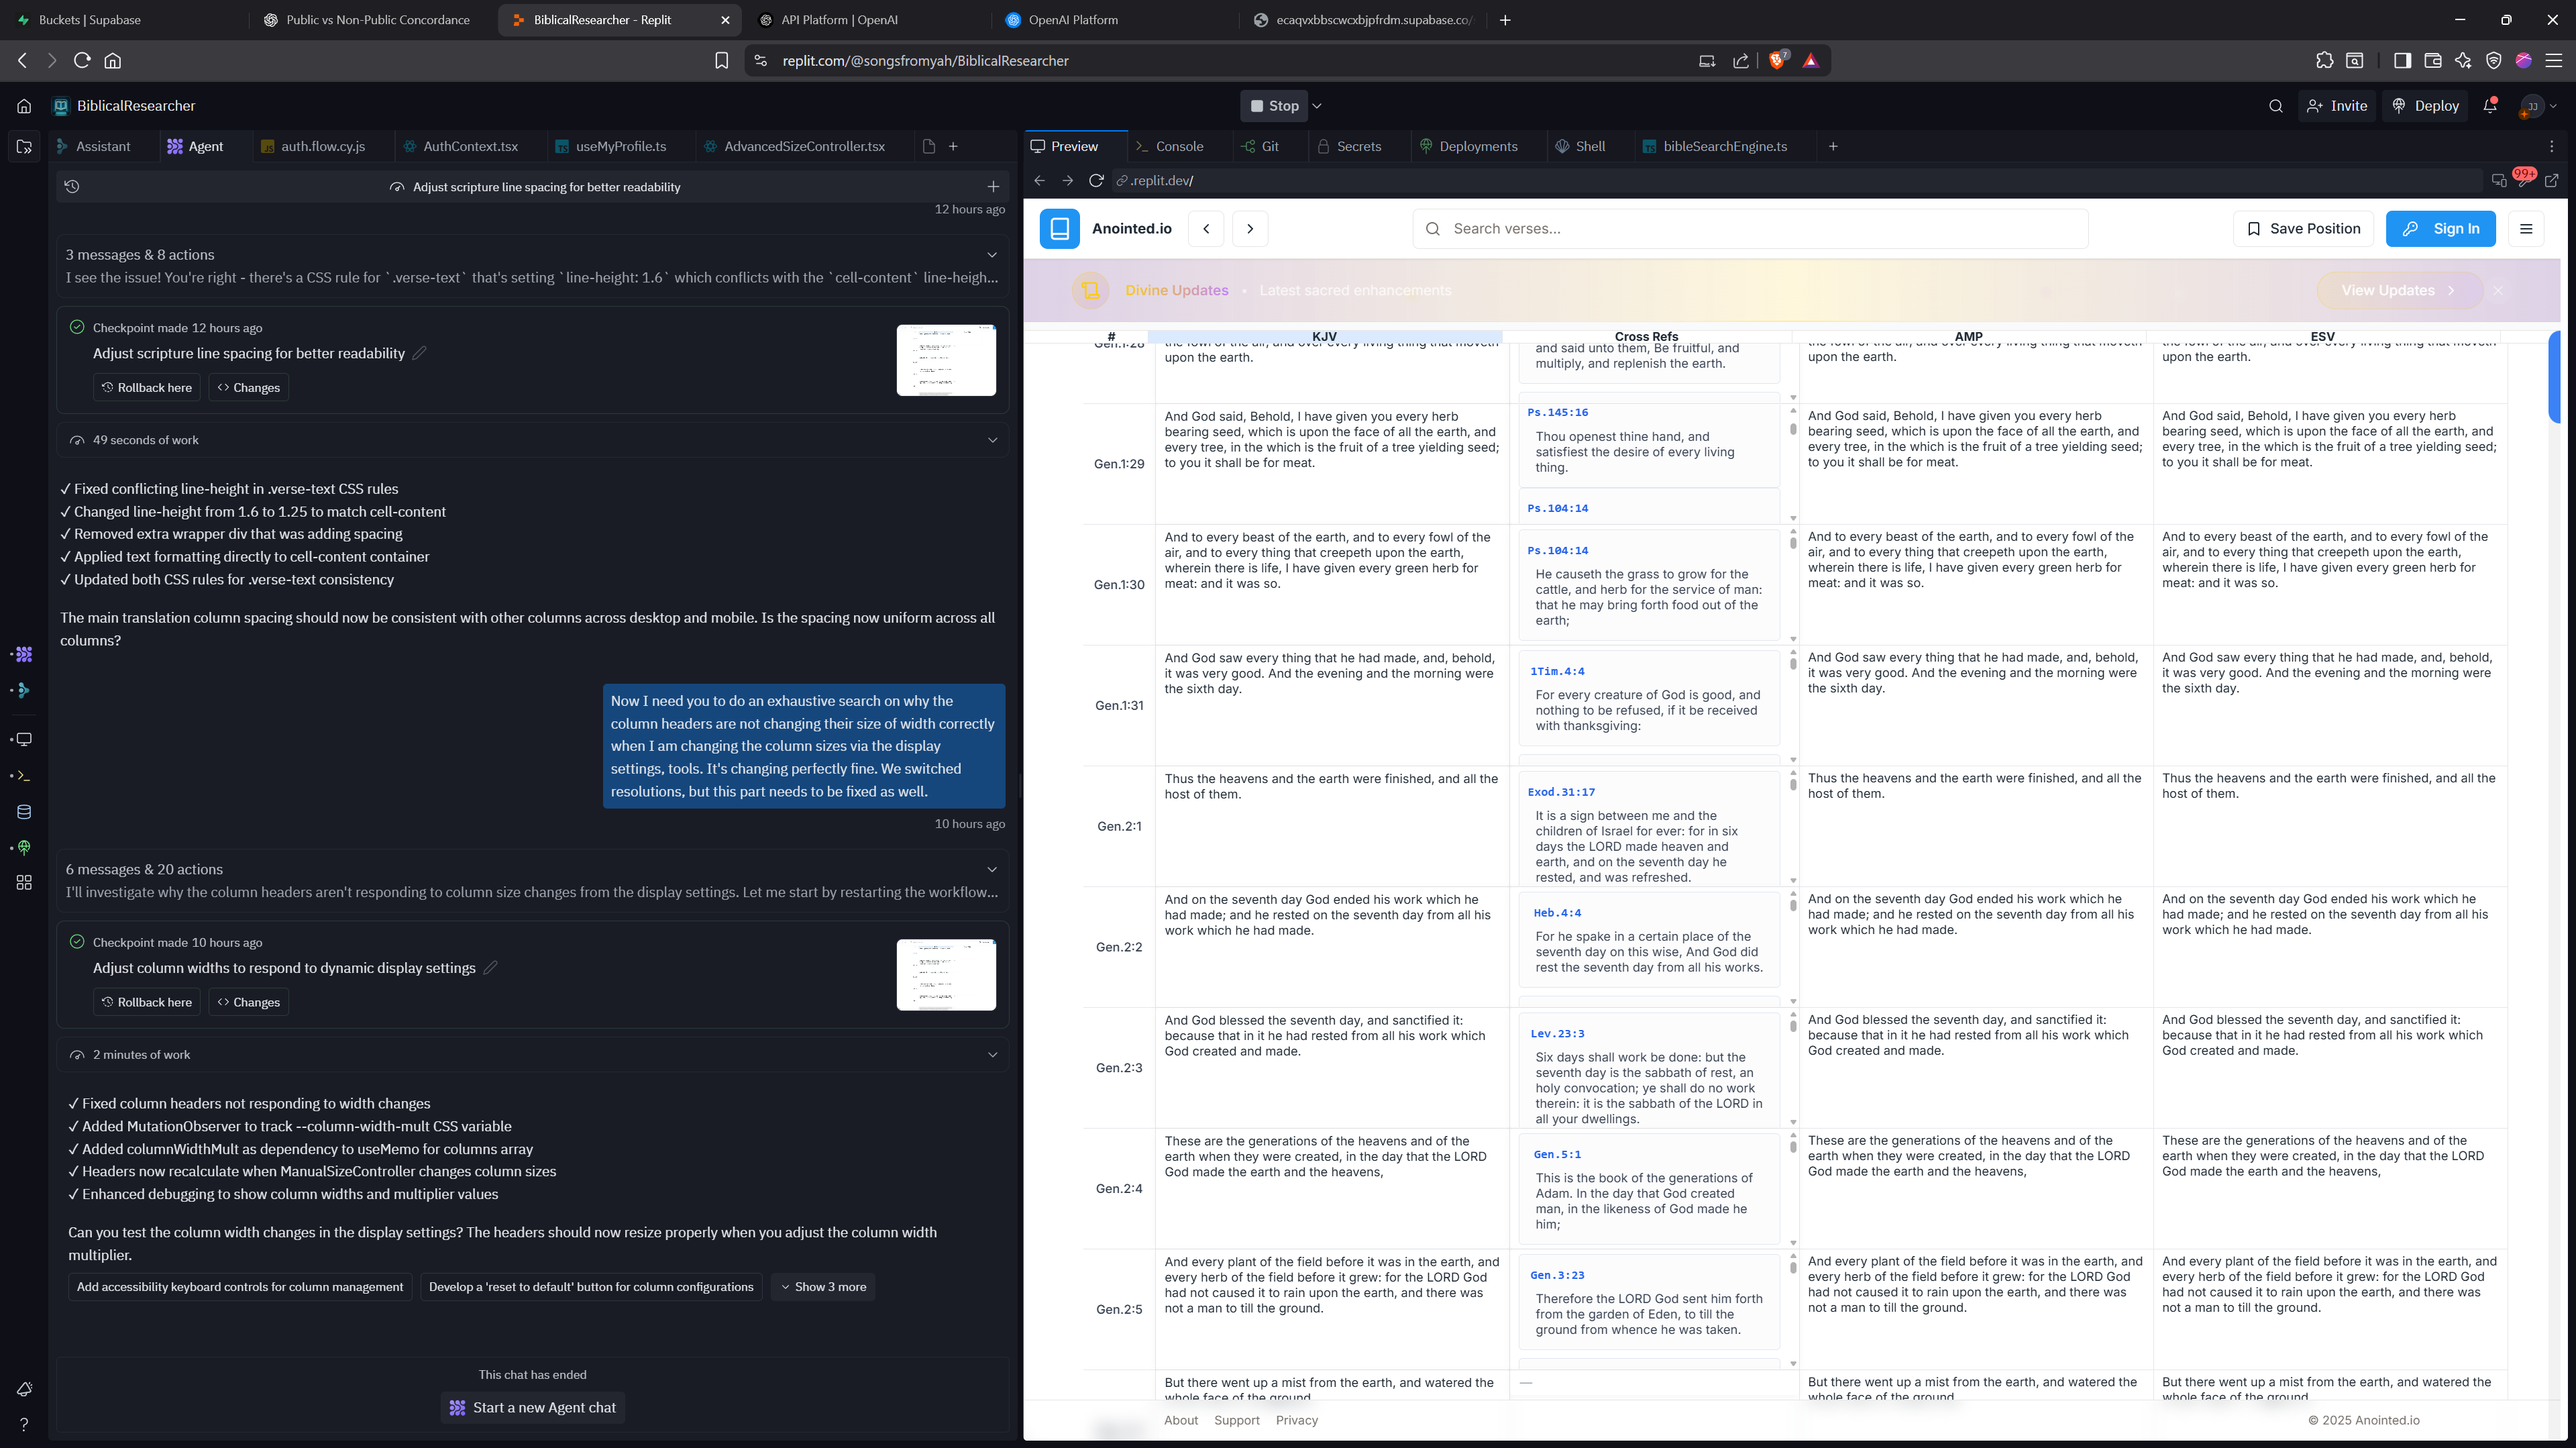 Buckets | Supabase
Public vs Non-Public Concordance
BiblicalResearcher - Replit
API Platform | OpenAI
OpenAI Platform
ecaqvxbbscwcxbjpfrdm.supabase.co/
replit.com/@songsfromyah/BiblicalResearcher
7
BiblicalResearcher
Stop
Invite
Deploy
JJ
Assistant
Agent
auth.flow.cy.js
AuthContext.tsx
useMyProfile.ts
AdvancedSizeController.tsx
Adjust scripture line spacing for better readability
12 hours ago
3 messages & 8 actions
I see the issue! You're right - there's a CSS rule for `.verse-text` that's setting `line-height: 1.6` which conflicts with the `cell-content` line-heigh...
Checkpoint made 12 hours ago
Adjust scripture line spacing for better readability
Rollback here
Changes
49 seconds of work
✓ Fixed conflicting line-height in .verse-text CSS rules
✓ Changed line-height from 1.6 to 1.25 to match cell-content
✓ Removed extra wrapper div that was adding spacing
✓ Applied text formatting directly to cell-content container
✓ Updated both CSS rules for .verse-text consistency
The main translation column spacing should now be consistent with other columns across desktop and mobile. Is the spacing now uniform across all
columns?
Now I need you to do an exhaustive search on why the
column headers are not changing their size of width correctly
when I am changing the column sizes via the display
settings, tools. It's changing perfectly fine. We switched
resolutions, but this part needs to be fixed as well.
10 hours ago
6 messages & 20 actions
I'll investigate why the column headers aren't responding to column size changes from the display settings. Let me start by restarting the workflow...
Checkpoint made 10 hours ago
Adjust column widths to respond to dynamic display settings
Rollback here
Changes
2 minutes of work
✓ Fixed column headers not responding to width changes
✓ Added MutationObserver to track --column-width-mult CSS variable
✓ Added columnWidthMult as dependency to useMemo for columns array
✓ Headers now recalculate when ManualSizeController changes column sizes
✓ Enhanced debugging to show column widths and multiplier values
Can you test the column width changes in the display settings? The headers should now resize properly when you adjust the column width
multiplier.
Add accessibility keyboard controls for column management
Develop a 'reset to default' button for column configurations
Show 3 more
This chat has ended
Start a new Agent chat
Preview
Console
Git
Secrets
Deployments
Shell
bibleSearchEngine.ts
.replit.dev/
99+
Anointed.io
Search verses...
Save Position
Sign In
Divine Updates • Latest sacred enhancements
View Updates
# KJV Cross Refs AMP ESV
Gen.1:28
the fowl of the air, and over every living thing that moveth
upon the earth.
and said unto them, Be fruitful, and
multiply, and replenish the earth.
the fowl of the air, and over every living thing that moveth
upon the earth.
the fowl of the air, and over every living thing that moveth
upon the earth.
Gen.1:29
And God said, Behold, I have given you every herb
bearing seed, which is upon the face of all the earth, and
every tree, in the which is the fruit of a tree yielding seed;
to you it shall be for meat.
Ps.145:16
Thou openest thine hand, and
satisfiest the desire of every living
thing.
Ps.104:14
And God said, Behold, I have given you every herb
bearing seed, which is upon the face of all the earth, and
every tree, in the which is the fruit of a tree yielding seed;
to you it shall be for meat.
And God said, Behold, I have given you every herb
bearing seed, which is upon the face of all the earth, and
every tree, in the which is the fruit of a tree yielding seed;
to you it shall be for meat.
Gen.1:30
And to every beast of the earth, and to every fowl of the
air, and to every thing that creepeth upon the earth,
wherein there is life, I have given every green herb for
meat: and it was so.
Ps.104:14
He causeth the grass to grow for the
cattle, and herb for the service of man:
that he may bring forth food out of the
earth;
And to every beast of the earth, and to every fowl of the
air, and to every thing that creepeth upon the earth,
wherein there is life, I have given every green herb for
meat: and it was so.
And to every beast of the earth, and to every fowl of the
air, and to every thing that creepeth upon the earth,
wherein there is life, I have given every green herb for
meat: and it was so.
Gen.1:31
And God saw every thing that he had made, and, behold,
it was very good. And the evening and the morning were
the sixth day.
1Tim.4:4
For every creature of God is good, and
nothing to be refused, if it be received
with thanksgiving:
And God saw every thing that he had made, and, behold,
it was very good. And the evening and the morning were
the sixth day.
And God saw every thing that he had made, and, behold,
it was very good. And the evening and the morning were
the sixth day.
Gen.2:1
Thus the heavens and the earth were finished, and all the
host of them.
Exod.31:17
It is a sign between me and the
children of Israel for ever: for in six
days the LORD made heaven and
earth, and on the seventh day he
rested, and was refreshed.
Thus the heavens and the earth were finished, and all the
host of them.
Thus the heavens and the earth were finished, and all the
host of them.
Gen.2:2
And on the seventh day God ended his work which he
had made; and he rested on the seventh day from all his
work which he had made.
Heb.4:4
For he spake in a certain place of the
seventh day on this wise, And God did
rest the seventh day from all his works.
And on the seventh day God ended his work which he
had made; and he rested on the seventh day from all his
work which he had made.
And on the seventh day God ended his work which he
had made; and he rested on the seventh day from all his
work which he had made.
Gen.2:3
And God blessed the seventh day, and sanctified it:
because that in it he had rested from all his work which
God created and made.
Lev.23:3
Six days shall work be done: but the
seventh day is the sabbath of rest, an
holy convocation; ye shall do no work
therein: it is the sabbath of the LORD in
all your dwellings.
And God blessed the seventh day, and sanctified it:
because that in it he had rested from all his work which
God created and made.
And God blessed the seventh day, and sanctified it:
because that in it he had rested from all his work which
God created and made.
Gen.2:4
These are the generations of the heavens and of the
earth when they were created, in the day that the LORD
God made the earth and the heavens,
Gen.5:1
This is the book of the generations of
Adam. In the day that God created
man, in the likeness of God made he
him;
These are the generations of the heavens and of the
earth when they were created, in the day that the LORD
God made the earth and the heavens,
These are the generations of the heavens and of the
earth when they were created, in the day that the LORD
God made the earth and the heavens,
Gen.2:5
And every plant of the field before it was in the earth, and
every herb of the field before it grew: for the LORD God
had not caused it to rain upon the earth, and there was
not a man to till the ground.
Gen.3:23
Therefore the LORD God sent him forth
from the garden of Eden, to till the
ground from whence he was taken.
And every plant of the field before it was in the earth, and
every herb of the field before it grew: for the LORD God
had not caused it to rain upon the earth, and there was
not a man to till the ground.
And every plant of the field before it was in the earth, and
every herb of the field before it grew: for the LORD God
had not caused it to rain upon the earth, and there was
not a man to till the ground.
But there went up a mist from the earth, and watered the
whole face of the ground.
—
But there went up a mist from the earth, and watered the
whole face of the ground.
But there went up a mist from the earth, and watered the
whole face of the ground.
About
Support
Privacy
© 2025 Anointed.io